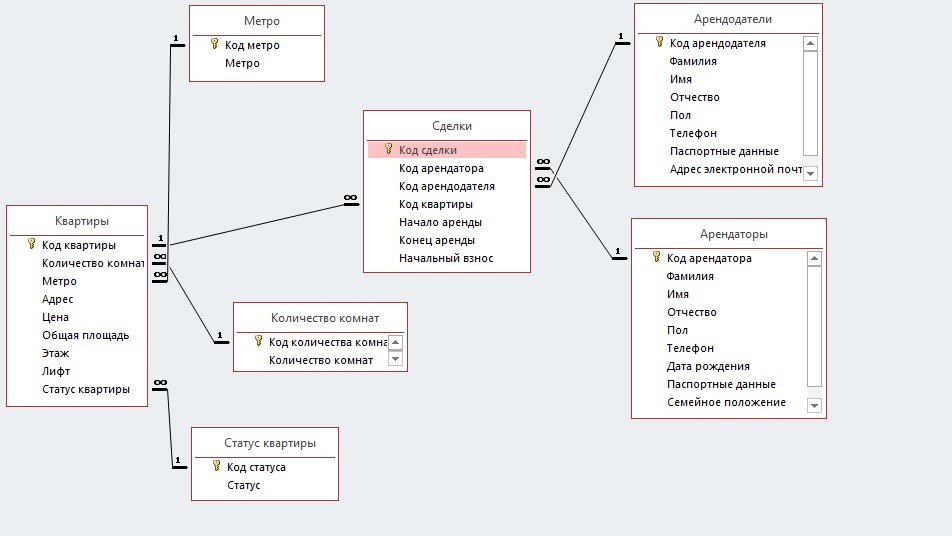 Метро
Код метро
Метро
Сделки
Код сделки
Код арендатора
Код арендодателя
Код квартиры
Начало аренды
Конец аренды
Начальный взнос
Арендодатели
Код арендодателя
Фамилия
Имя
Отчество
Пол
Телефон
Паспортные данные
Адрес электронной почт
Квартиры
Код квартиры
Количество комнат
Метро
Адрес
Цена
Общая площадь
Этаж
Лифт
Статус квартиры
Количество комнат
Код количества комна
Количество комнат
Статус квартиры
Код статуса
Статус
Арендаторы
Код арендатора
Фамилия
Имя
Отчество
Пол
Телефон
Дата рождения
Паспортные данные
Семейное положение
1
∞
1
∞
∞
1
∞
∞
1
∞
1
1